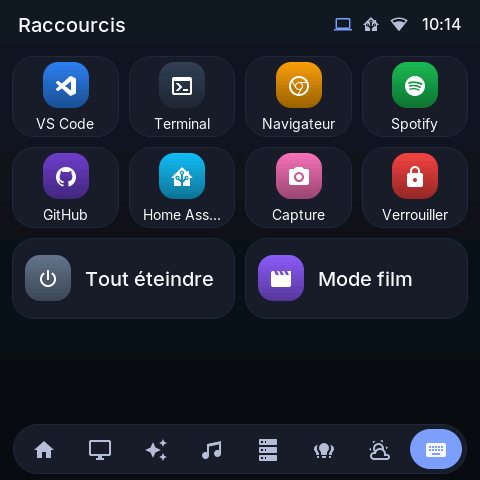 Raccourcis
10:14
VS Code
Terminal
Navigateur
Spotify
GitHub
Home Ass...
Capture
Verrouiller
Tout éteindre
Mode film